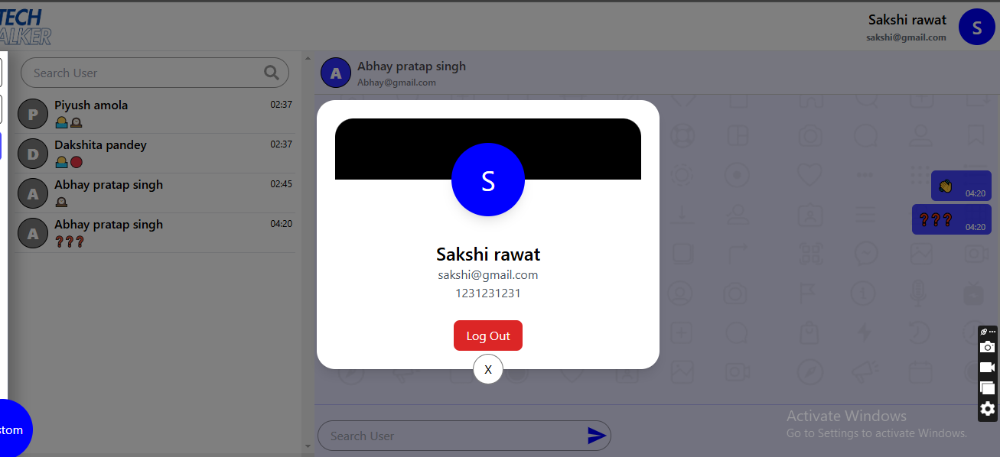 TECH
ALKER
Sakshi rawat
sakshi@gmail.com
S
Search User
P
Piyush amola
02:37
D
Dakshita pandey
02:37
A
Abhay pratap singh
02:45
A
Abhay pratap singh
04:20
❓❓❓
A
Abhay pratap singh
Abhay@gmail.com
04:20
❓❓❓
04:20
S
Sakshi rawat
sakshi@gmail.com
1231231231
Log Out
X
stom
Search User
Activate Windows
Go to Settings to activate Windows.